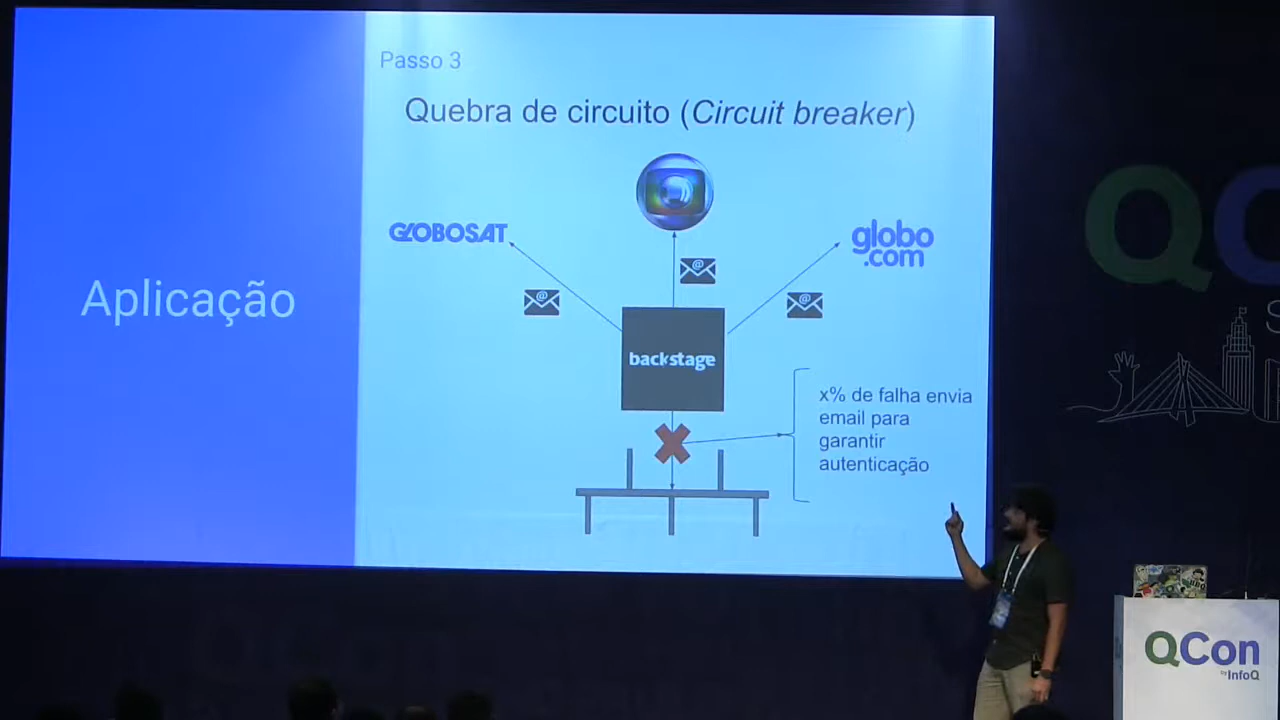 Passo 3
Quebra de circuito (Circuit breaker)
GLOBOSAT
globo
.com
Aplicação
backstage
x% de falha envia
email para
garantir
autenticação
QC
S
QCon
by InfoQ